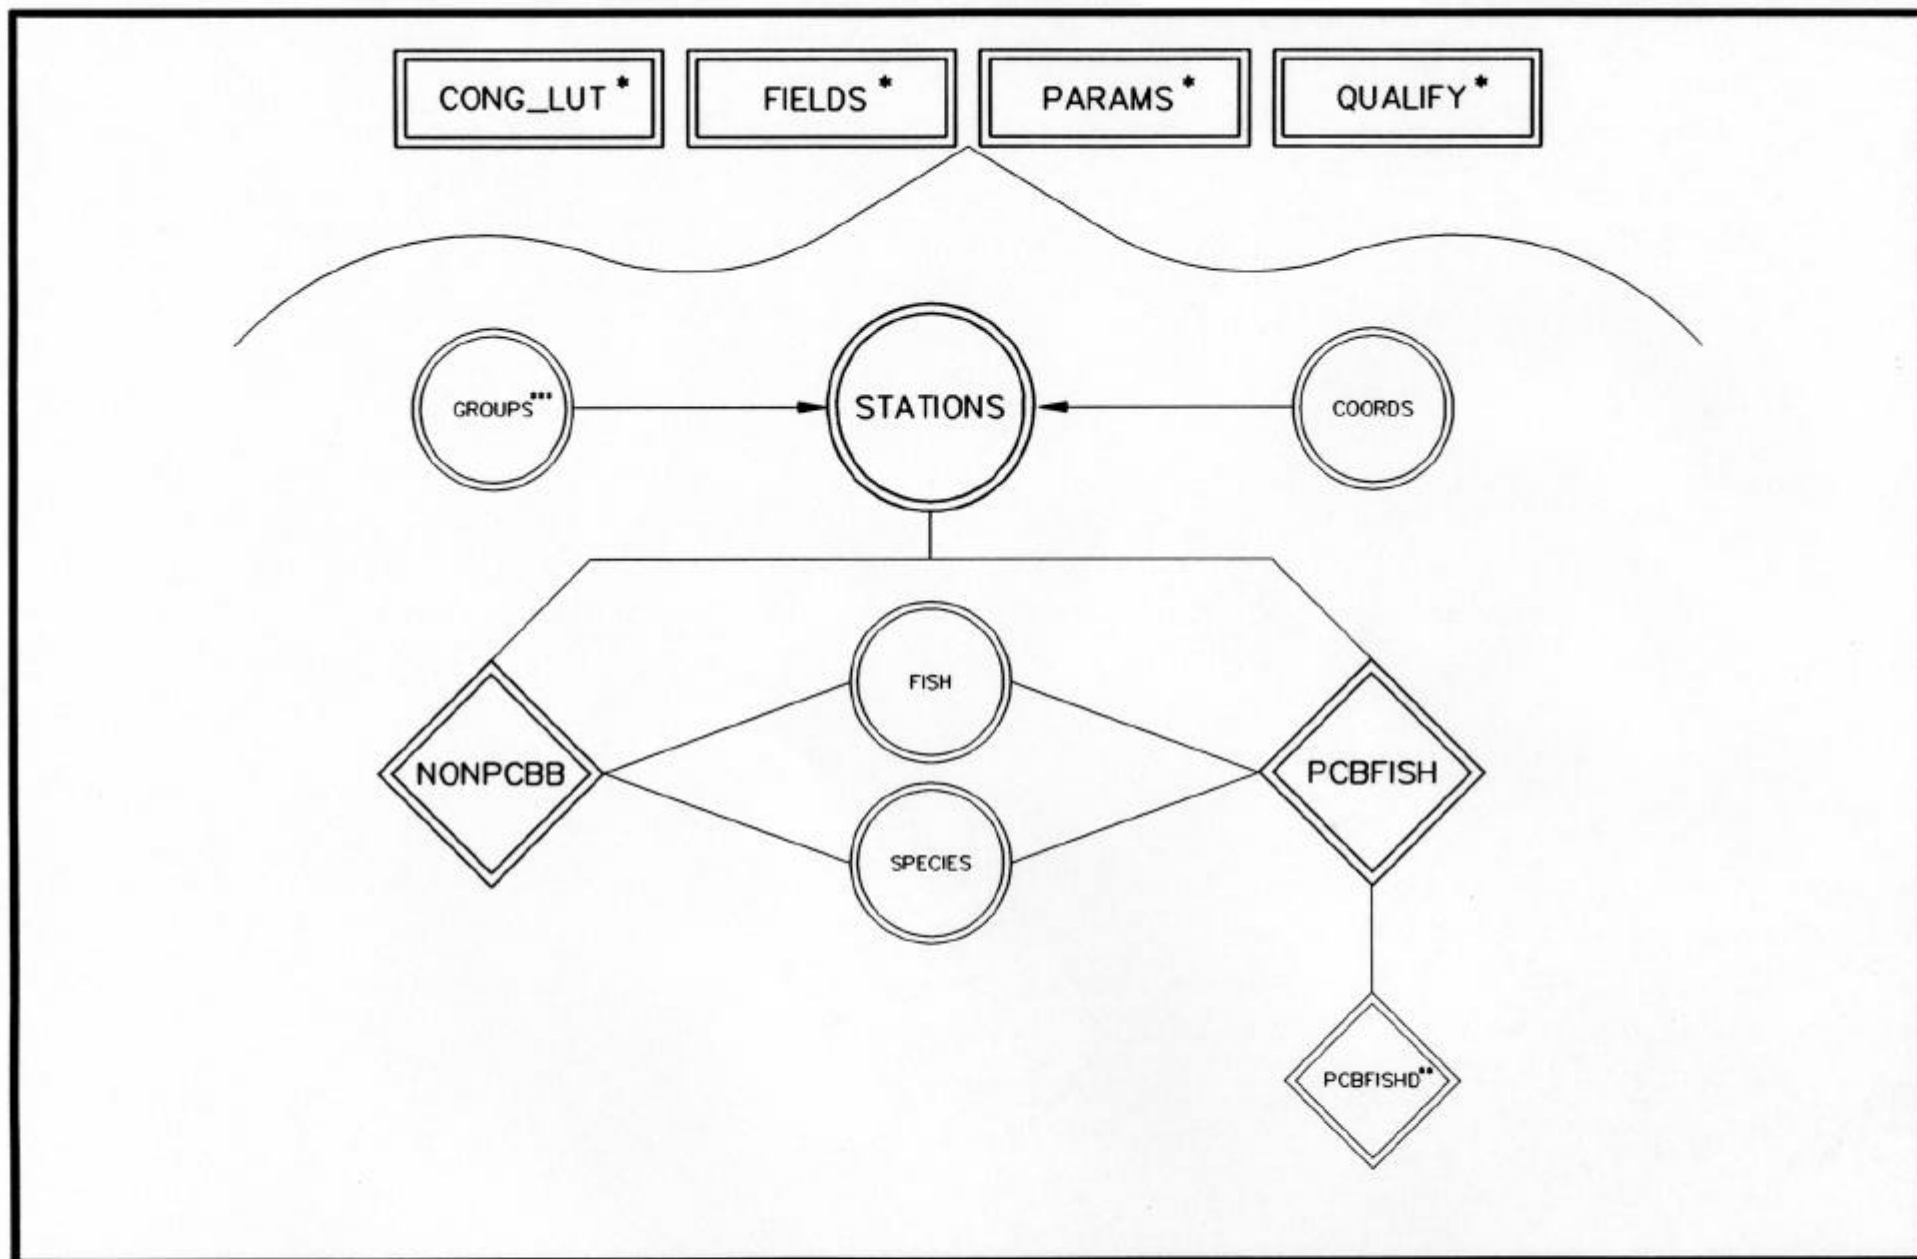 CONG_LUT *
FIELDS *
PARAMS *
QUALIFY *
GROUPS***
STATIONS
COORDS
FISH
NONPCBB
PCBFISH
SPECIES
PCBFISHD**